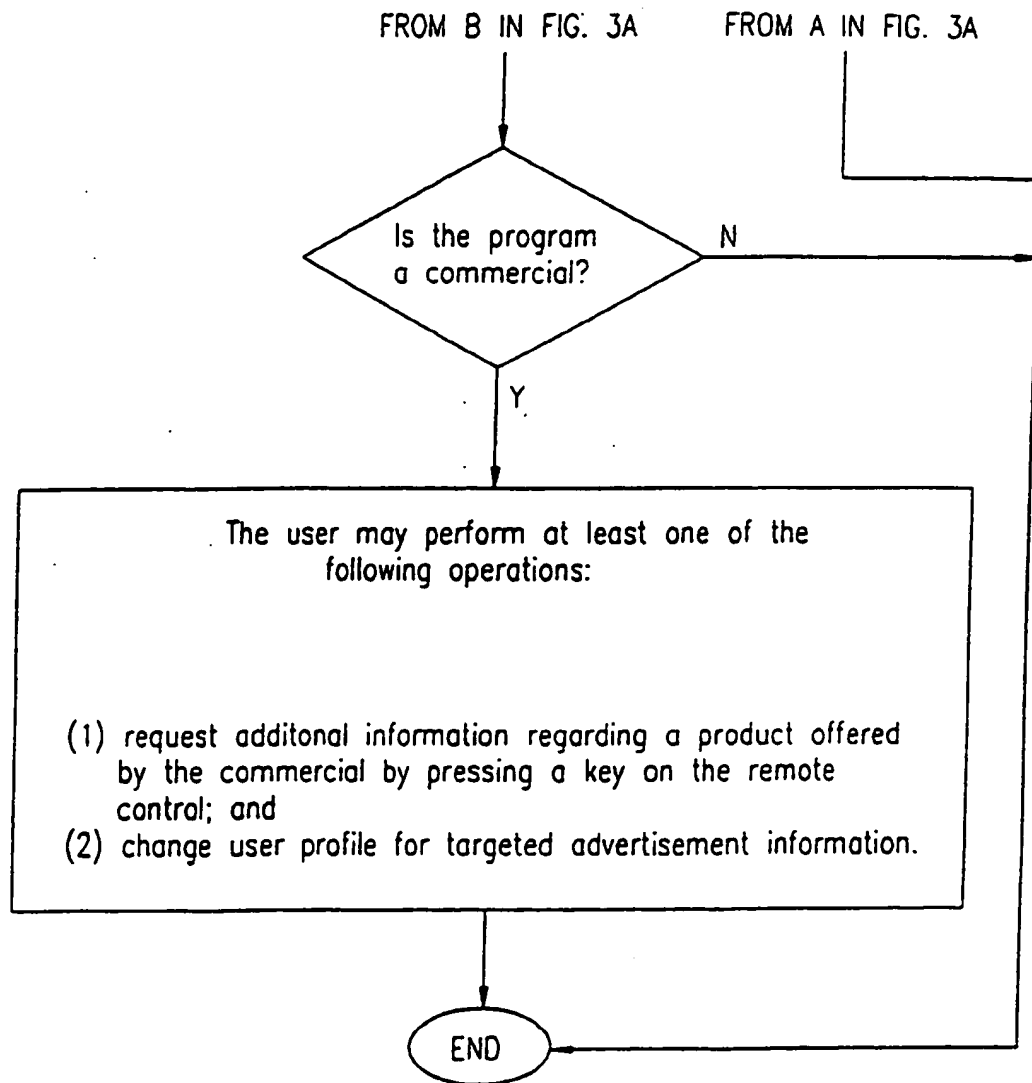 FROM B IN FIG. 3A
FROM A IN FIG. 3A
Is the program
a commercial?
N
Y
The user may perform at least one of the
following operations:
(1) request additonal information regarding a product offered
by the commercial by pressing a key on the remote
control; and
(2) change user profile for targeted advertisement information.
END